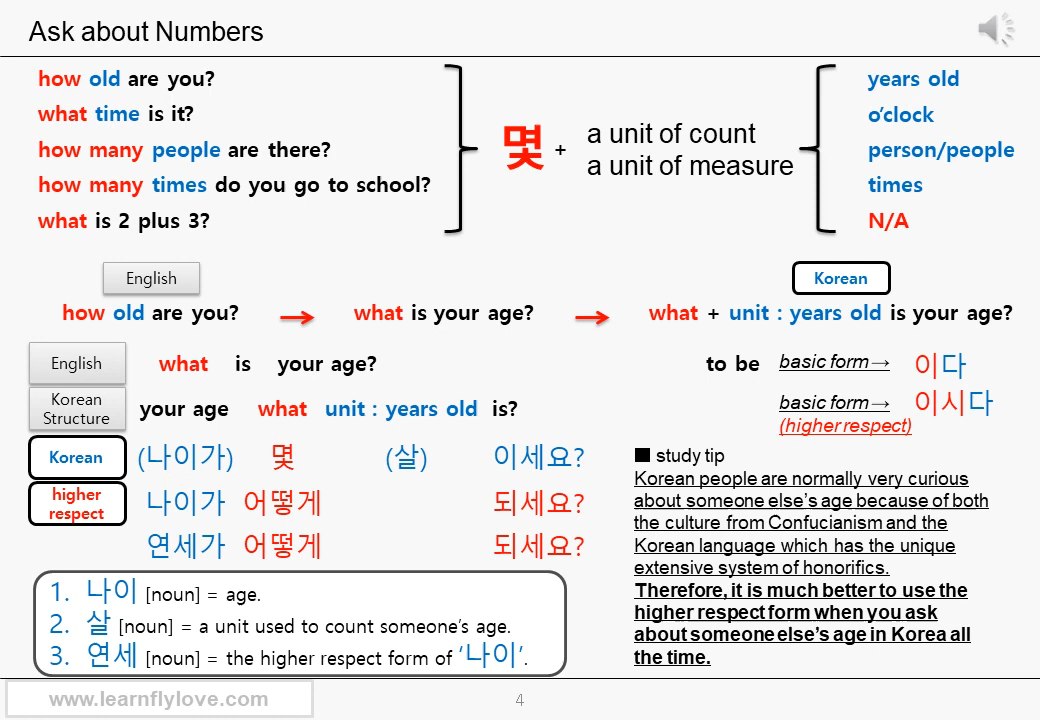 Ask about Numbers
how old are you?
what time is it?
how many people are there?
how many times do you go to school?
what is 2 plus 3?
몇 +
a unit of count
a unit of measure
years old
o'clock
person/people
times
N/A
English
Korean
how old are you? → what is your age? → what + unit : years old is your age?
English what is your age?
Korean
Structure
your age what unit : years old is?
Korean (나이가) 몇 (살) 이세요?
higher
respect
나이가 어떻게 되세요?
연세가 어떻게 되세요?
to be basic form→ 이다
basic form→ 이시다
(higher respect)
■ study tip
Korean people are normally very curious
about someone else's age because of both
the culture from Confucianism and the
Korean language which has the unique
extensive system of honorifics.
Therefore, it is much better to use the
higher respect form when you ask
about someone else's age in Korea all
the time.
1. 나이 [noun] = age.
2. 살 [noun] = a unit used to count someone's age.
3. 연세 [noun] = the higher respect form of '나이'.
www.learnflylove.com
4